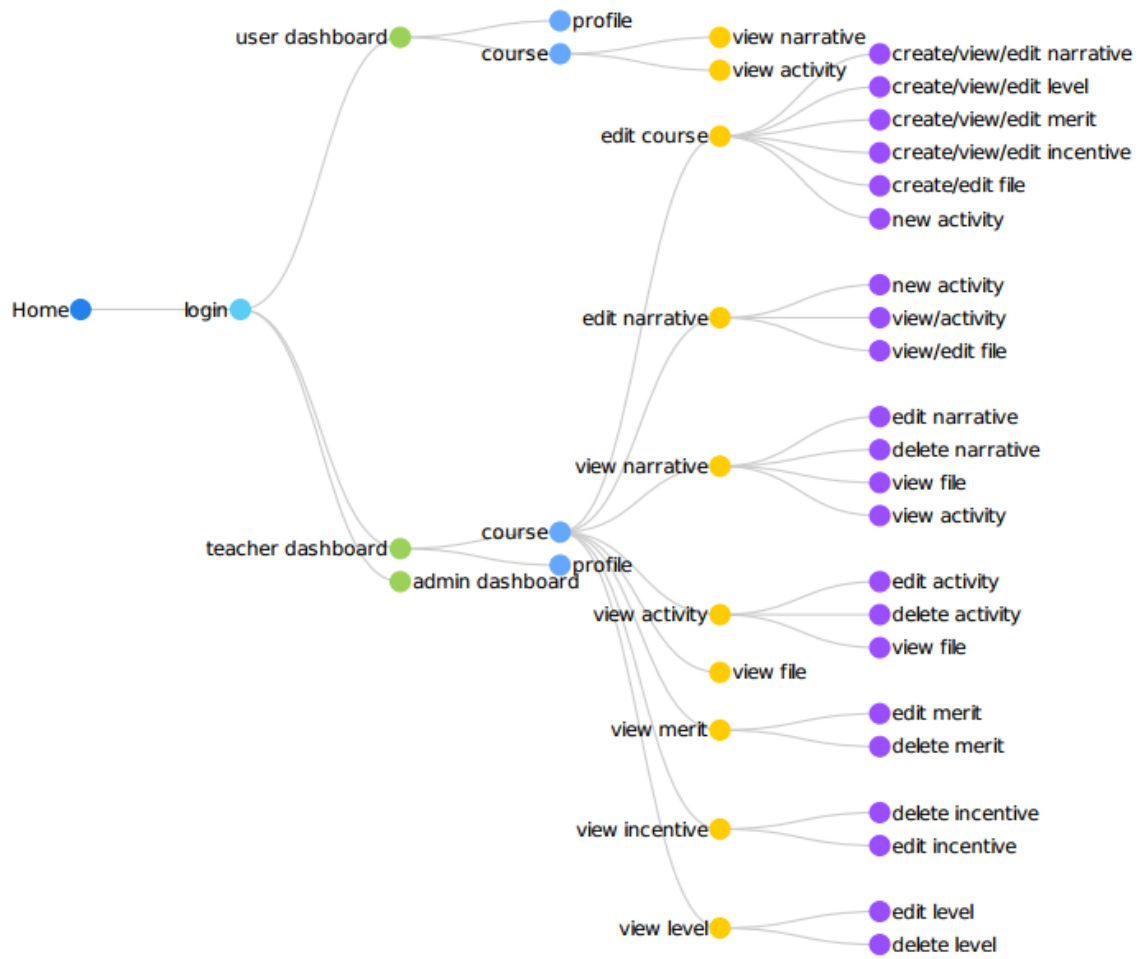 profile
user dashboard
view narrative
course
create/view/edit narrative
view activity
create/view/edit level
create/view/edit merit
edit course
create/view/edit incentive
create/edit file
new activity
new activity
Home
login
edit narrative
view/activity
view/edit file
edit narrative
delete narrative
view narrative
view file
view activity
course
teacher dashboard
profile
admin dashboard
edit activity
view activity
delete activity
view file
view file
edit merit
view merit
delete merit
delete incentive
view incentive
edit incentive
edit level
view level
delete level